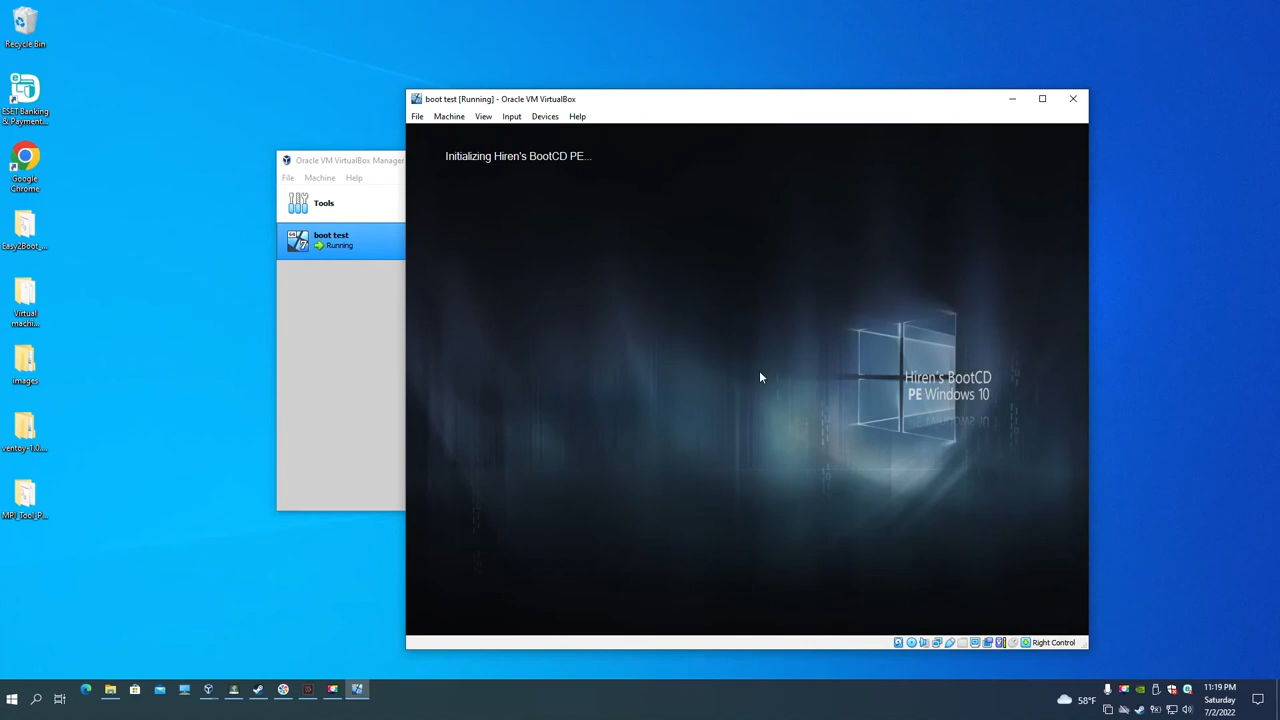 Recycle Bin
ESET Banking
& Payment...
Google
Chrome
Easy2Boot_...
Virtual
machi...
images
ventoy-1.0....
MPI_Tool_P...
Oracle VM VirtualBox Manager
File Machine Help
Tools
boot test
Running
boot test [Running] - Oracle VM VirtualBox
File Machine View Input Devices Help
Initializing Hiren's BootCD PE...
Hiren's BootCD
PE Windows 10
Right Control
58°F
11:19 PM
Saturday
7/2/2022